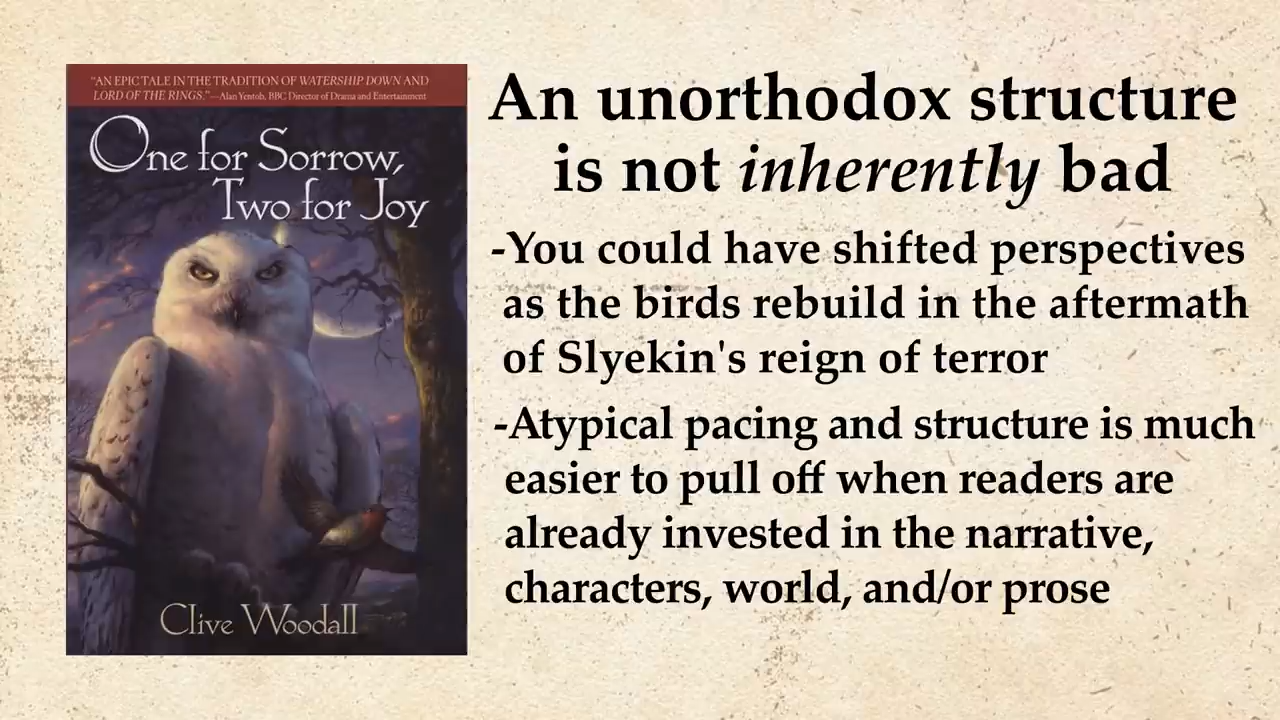 "AN EPIC TALE IN THE TRADITION OF WATERSHIP DOWN AND
LORD OF THE RINGS."—Alan Yentob, BBC Director of Drama and Entertainment
One for Sorrow,
Two for Joy
Clive Woodall
An unorthodox structure
is not inherently bad
-You could have shifted perspectives
as the birds rebuild in the aftermath
of Slyekin's reign of terror
-Atypical pacing and structure is much
easier to pull off when readers are
already invested in the narrative,
characters, world, and/or prose